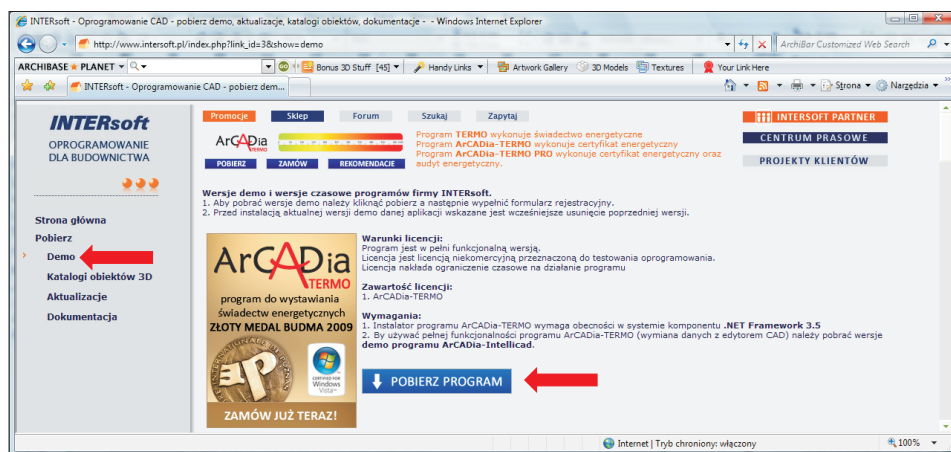 INTERsoft - Oprogramowanie CAD - pobierz demo, aktualizacje, katalogi obiektów, dokumentacje - - Windows Internet Explorer
http://www.intersoft.pl/index.php?link_id=3&show=demo
ArchiBar Customized Web Search
ARCHIBASE PLANET
Bonus 3D Stuff [45]
Handy Links
Artwork Gallery
3D Models
Textures
Your Link Here
INTERsoft - Oprogramowanie CAD - pobierz dem...
Strona
Narzędzia
INTERsoft
OPROGRAMOWANIE
DLA BUDOWNICTWA
Strona główna
Pobierz
Demo
Katalogi obiektów 3D
Aktualizacje
Dokumentacja
Promocje Sklep Forum Szukaj Zapytaj
ArCADia
TERMO
POBIERZ ZAMÓW REKOMENDACJE
Program TERMO wykonuje świadectwo energetyczne
Program ArCADia-TERMO wykonuje certyfikat energetyczny
Program ArCADia-TERMO PRO wykonuje certyfikat energetyczny oraz
audyt energetyczny.
INTERSOFT PARTNER
CENTRUM PRASOWE
PROJEKTY KLIENTÓW
Wersje demo i wersje czasowe programów firmy INTERsoft.
1. Aby pobrać wersje demo należy kliknąć pobierz a następnie wypełnić formularz rejestracyjny.
2. Przed instalacją aktualnej wersji demo danej aplikacji wskazane jest wcześniejsze usunięcie poprzedniej wersji.
ArCADia
TERMO
program do wystawiania
świadectw energetycznych
ZŁOTY MEDAL BUDMA 2009
CERTIFIED FOR
Windows
Vista
ZAMÓW JUŻ TERAZ!
Warunki licencji:
Program jest w pełni funkcjonalną wersją.
Licencja jest licencją niekomercyjną przeznaczoną do testowania oprogramowania.
Licencja nakłada ograniczenie czasowe na działanie programu
Zawartość licencji:
1. ArCADia-TERMO
Wymagania:
1. Instalator programu ArCADia-TERMO wymaga obecności w systemie komponentu .NET Framework 3.5
2. By używać pełnej funkcjonalności programu ArCADia-TERMO (wymiana danych z edytorem CAD) należy pobrać wersje
demo programu ArCADia-Intellicad.
POBIERZ PROGRAM
Internet | Tryb chroniony: włączony
100%